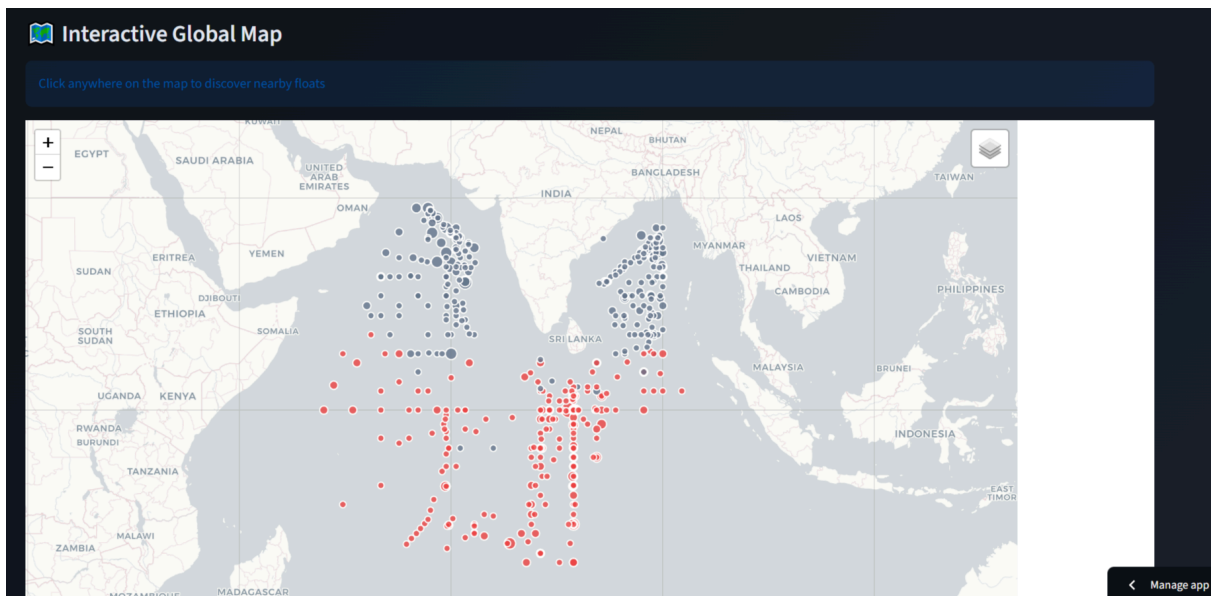 Interactive Global Map
Click anywhere on the map to discover nearby floats
+
−
KUWAIT
EGYPT
SAUDI ARABIA
UNITED
ARAB
EMIRATES
OMAN
NEPAL
BHUTAN
BANGLADESH
INDIA
TAIWAN
LAOS
MYANMAR
VIETNAM
THAILAND
CAMBODIA
PHILIPPINES
YEMEN
ERITREA
SUDAN
DJIBOUTI
ETHIOPIA
SOMALIA
SOUTH
SUDAN
SRI LANKA
MALAYSIA
BRUNEI
UGANDA
KENYA
RWANDA
BURUNDI
INDONESIA
TANZANIA
EAST
TIMOR
MALAWI
ZAMBIA
MOZAMBIQUE
MADAGASCAR
Manage app